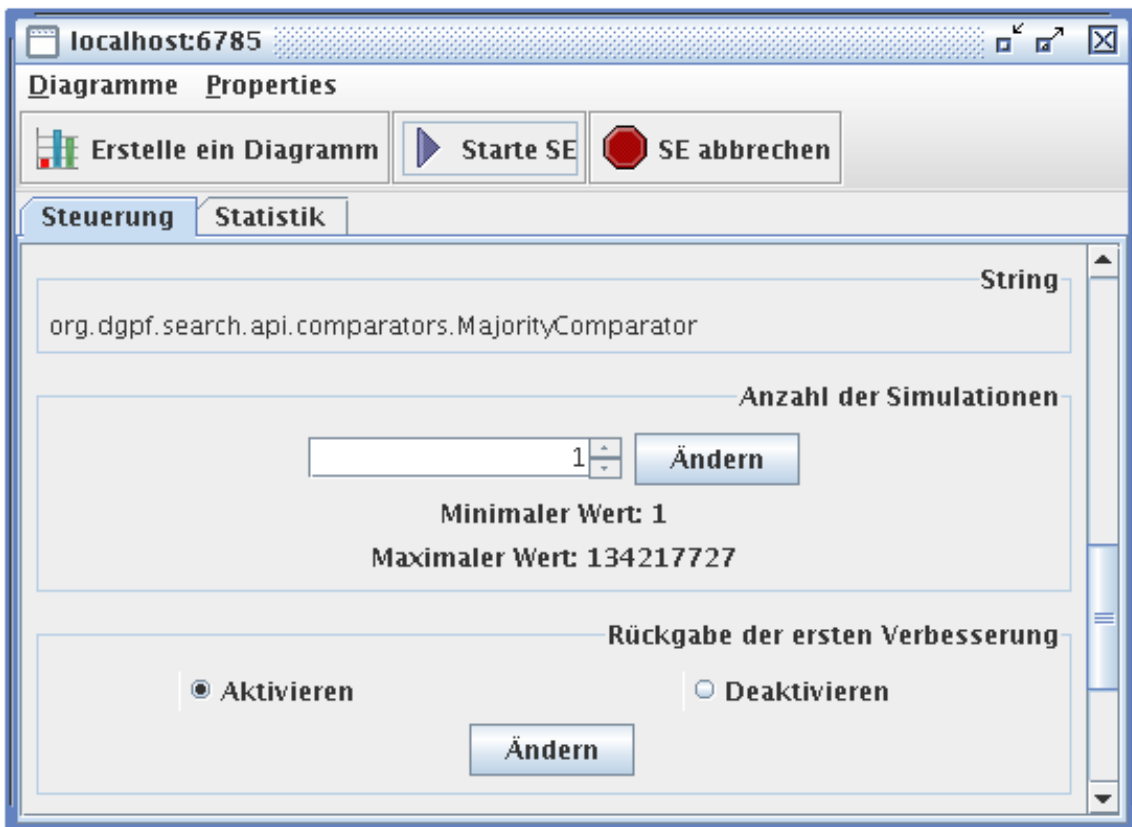 localhost:6785
Diagramme Properties
Erstelle ein Diagramm Starte SE SE abbrechen
Steuerung Statistik
String
org.dgpf.search.api.comparators.MajorityComparator
Anzahl der Simulationen
1 Ändern
Minimaler Wert: 1
Maximaler Wert: 134217727
Rückgabe der ersten Verbesserung
Aktivieren Deaktivieren
Ändern